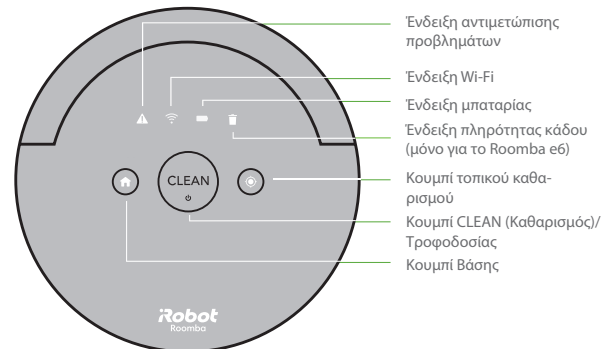 Ένδειξη αντιμετώπισης
προβλημάτων
Ένδειξη Wi-Fi
Ένδειξη μπαταρίας
Ένδειξη πληρότητας κάδου
(μόνο για το Roomba e6)
Κουμπί τοπικού καθα-
ρισμού
Κουμπί CLEAN (Καθαρισμός)/
Τροφοδοσίας
Κουμπί Βάσης
CLEAN
iRobot
Roomba